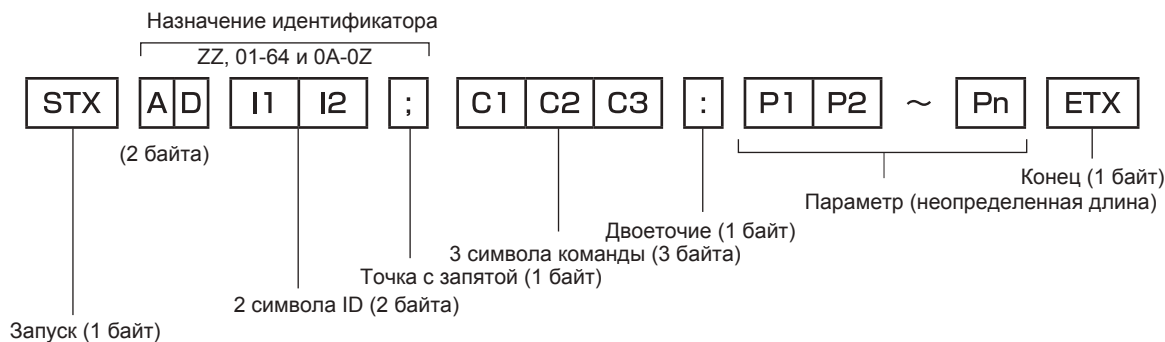 Назначение идентификатора
ZZ, 01-64 и 0A-0Z
STX A D I1 I2 ; C1 C2 C3 : P1 P2 ~ Pn ETX
(2 байта)
Конец (1 байт)
Параметр (неопределенная длина)
Двоеточие (1 байт)
3 символа команды (3 байта)
Точка с запятой (1 байт)
2 символа ID (2 байта)
Запуск (1 байт)